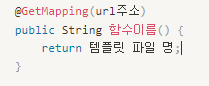 @GetMapping(url주소)
public String 함수이름() {
return 템플릿 파일 명;
}